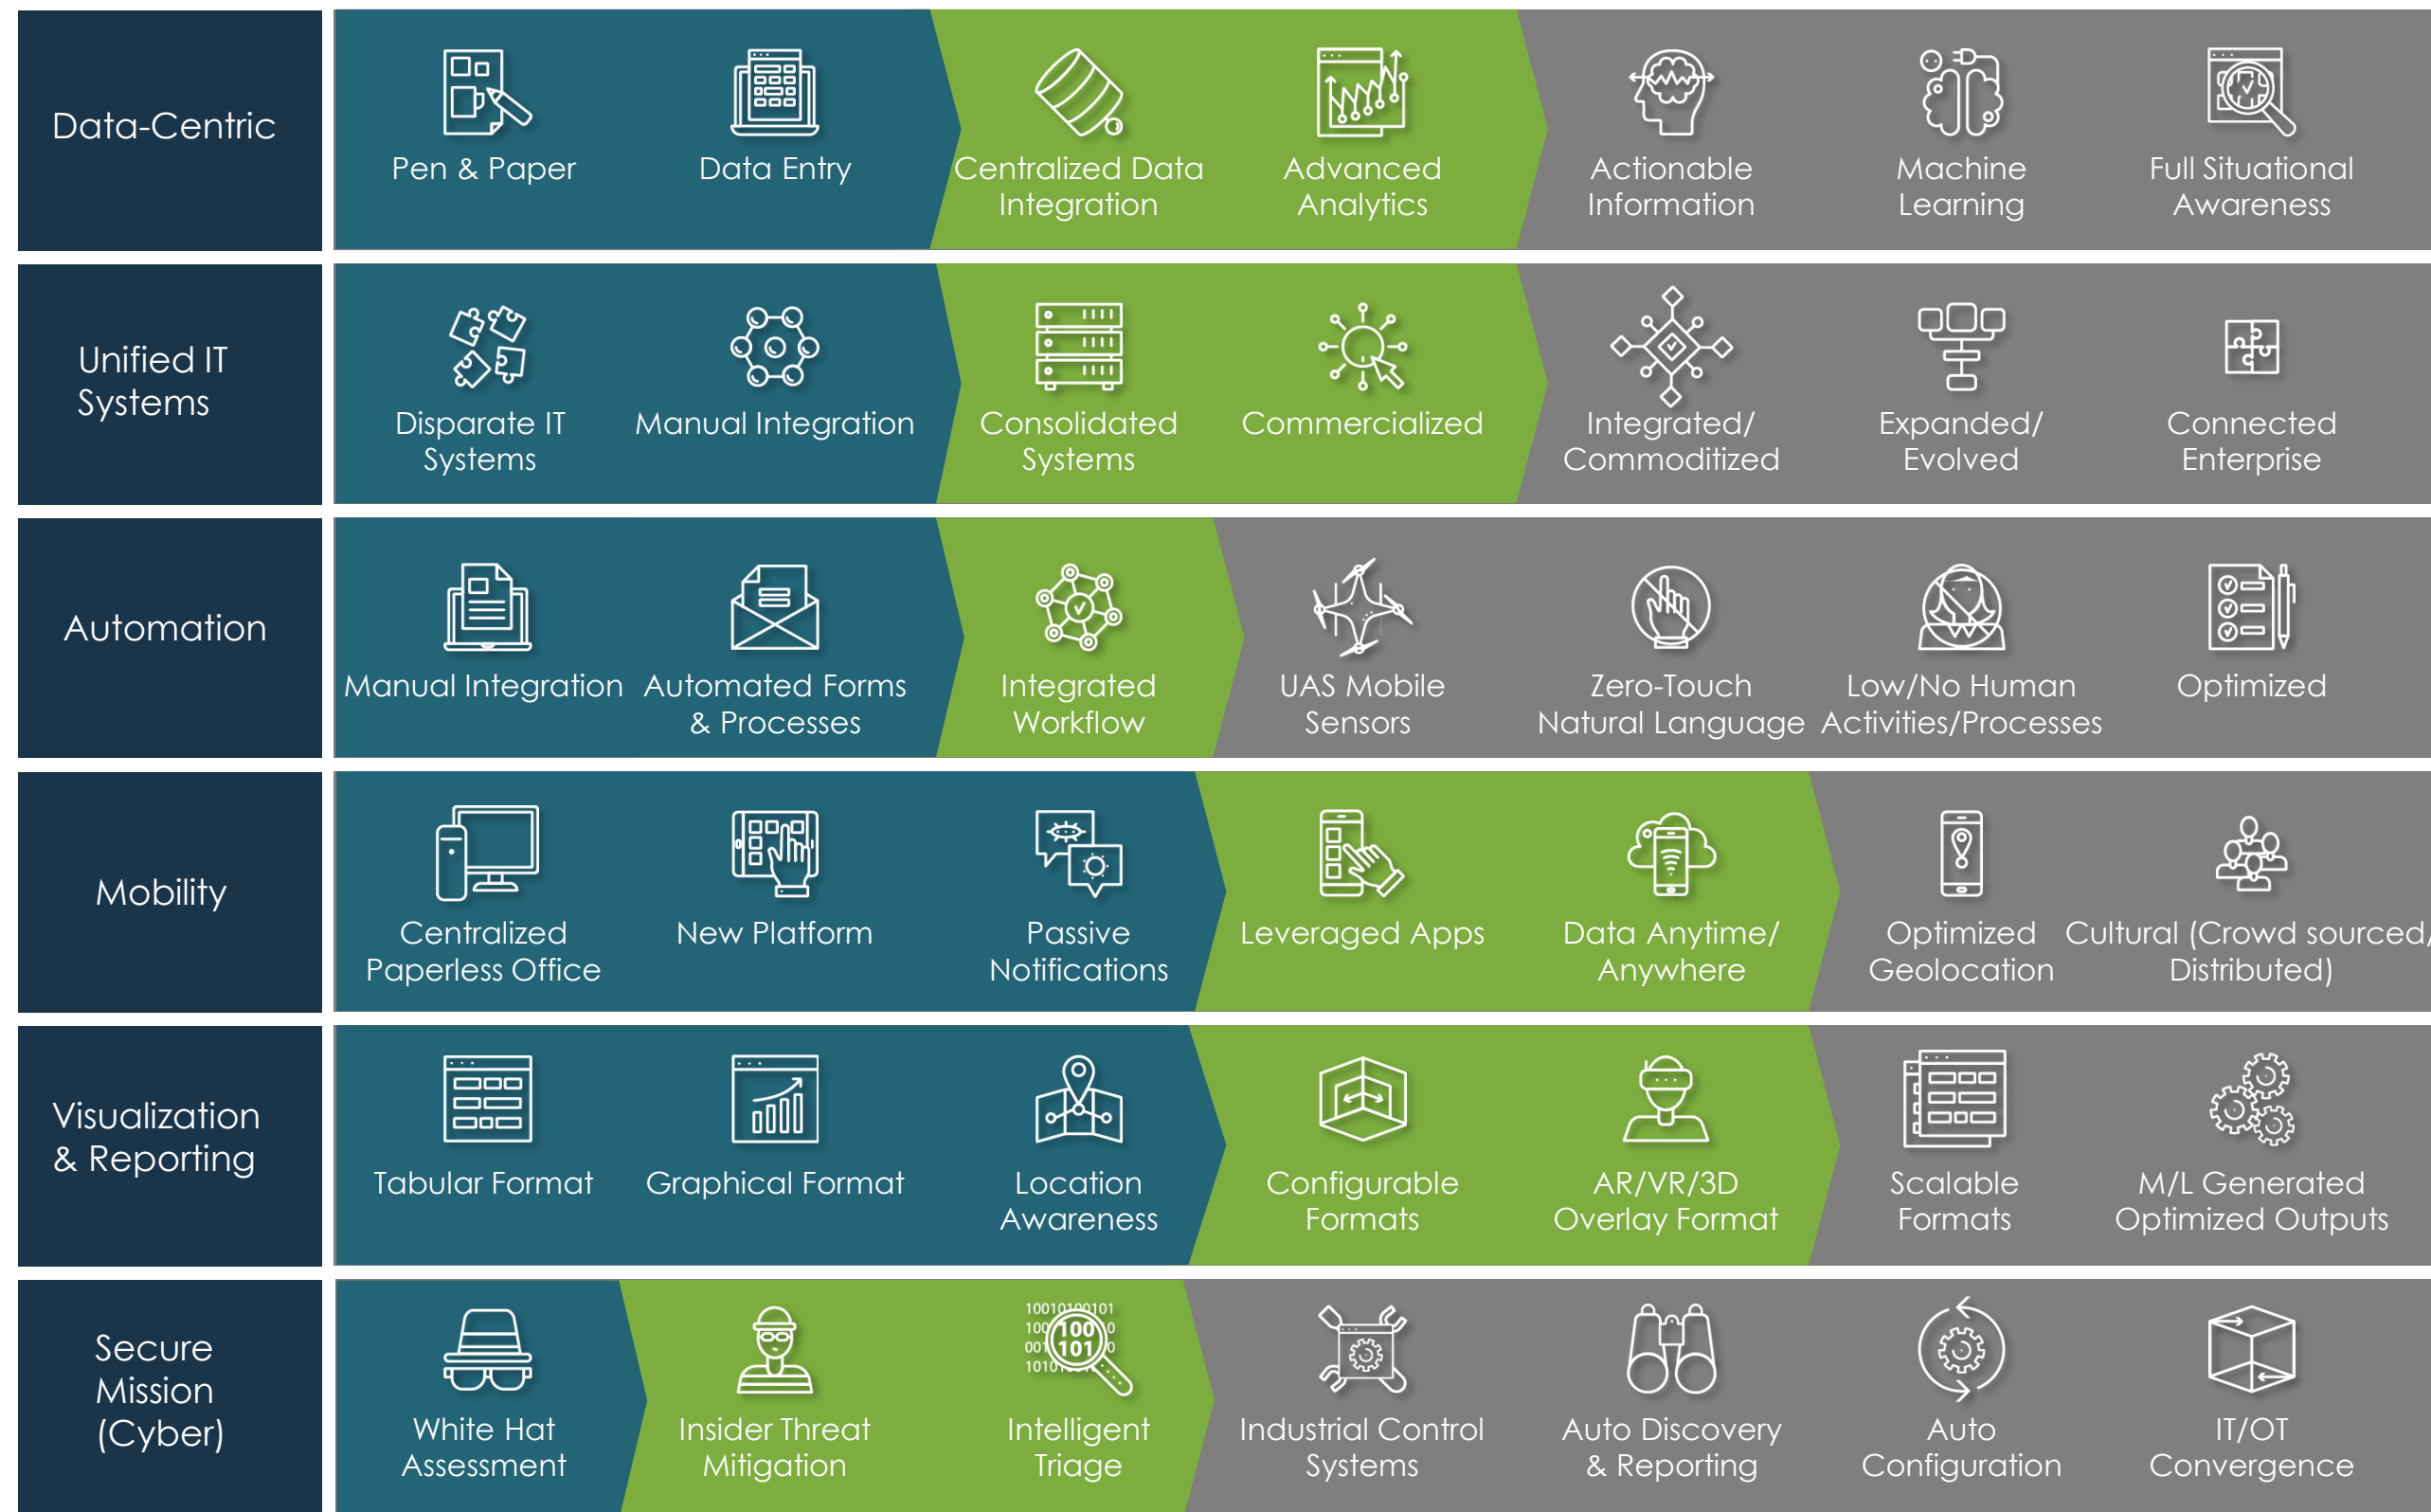 Data-Centric
Pen & Paper
Data Entry
Centralized Data
Integration
Advanced
Analytics
Actionable
Information
Machine
Learning
Full Situational
Awareness
Unified IT
Systems
Disparate IT
Systems
Manual Integration
Consolidated
Systems
Commercialized
Integrated/
Commoditized
Expanded/
Evolved
Connected
Enterprise
Automation
Manual Integration
Automated Forms
& Processes
Integrated
Workflow
UAS Mobile
Sensors
Zero-Touch
Natural Language
Low/No Human
Activities/Processes
Optimized
Mobility
Centralized
Paperless Office
New Platform
Passive
Notifications
Leveraged Apps
Data Anytime/
Anywhere
Optimized
Geolocation
Cultural (Crowd sourced/
Distributed)
Visualization
& Reporting
Tabular Format
Graphical Format
Location
Awareness
Configurable
Formats
AR/VR/3D
Overlay Format
Scalable
Formats
M/L Generated
Optimized Outputs
Secure
Mission
(Cyber)
White Hat
Assessment
Insider Threat
Mitigation
10010100101
100
101
Intelligent
Triage
Industrial Control
Systems
Auto Discovery
& Reporting
Auto
Configuration
IT/OT
Convergence